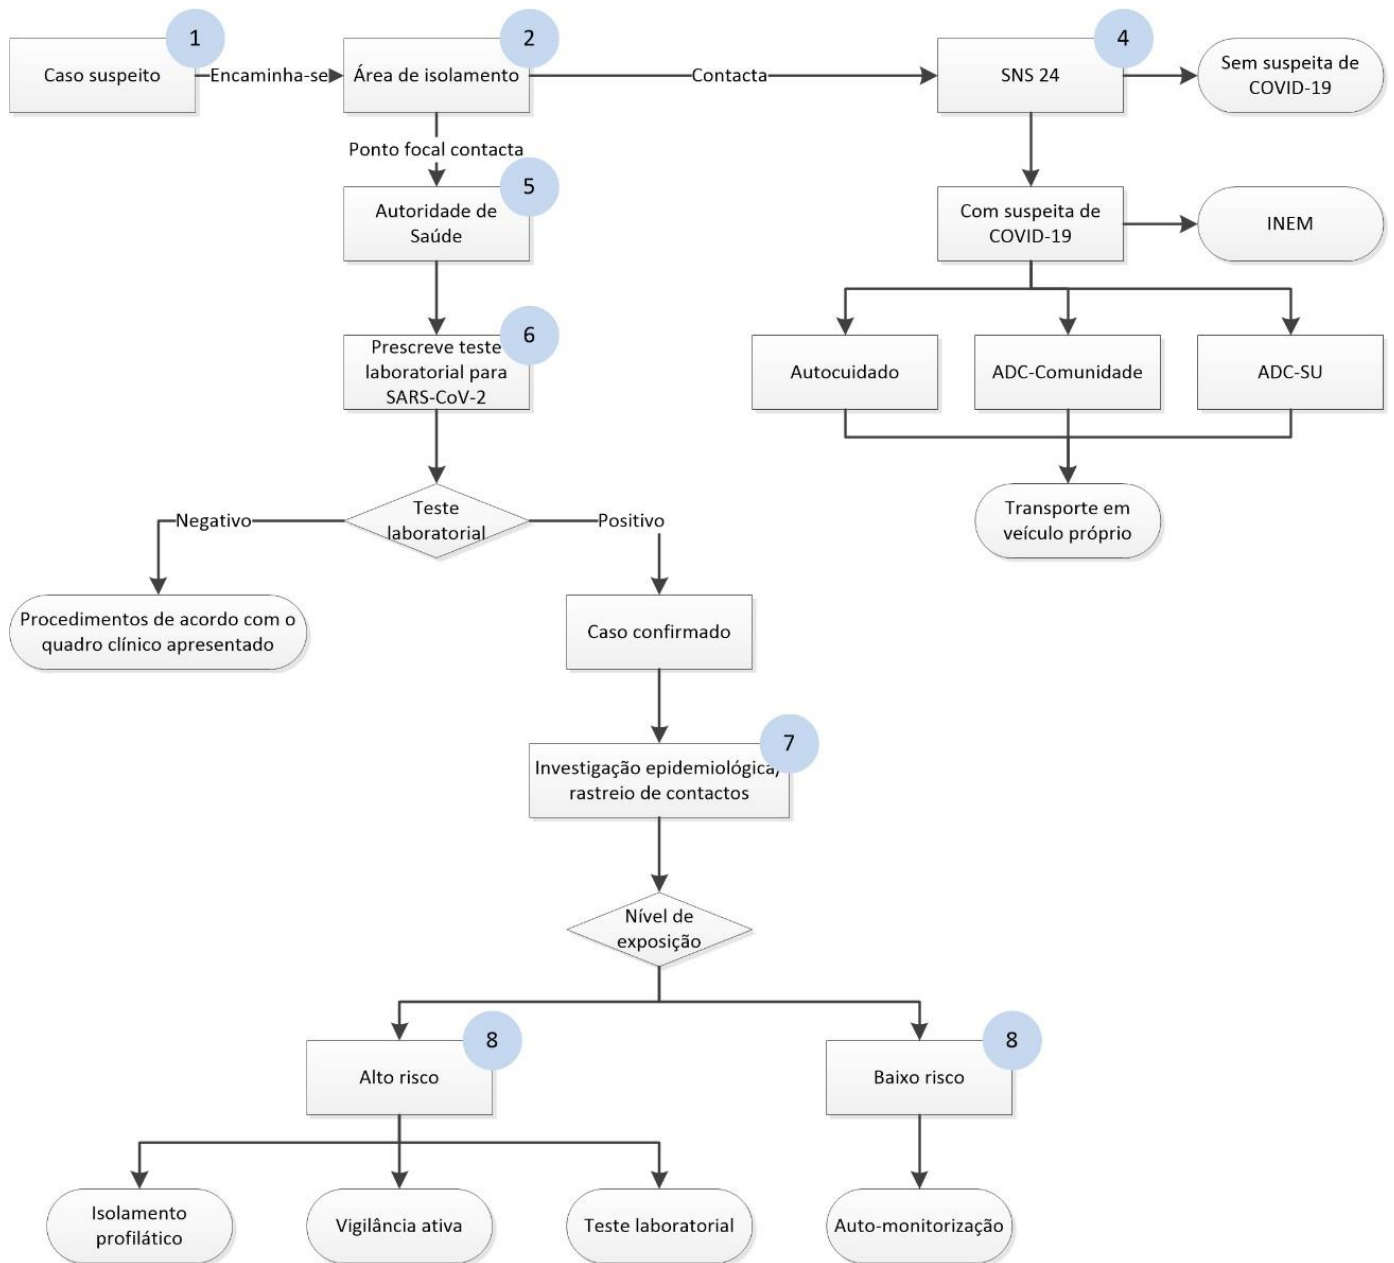 1
Caso suspeito
Encaminha-se
2
Área de isolamento
Contacta
4
SNS 24
Sem suspeita de
COVID-19
Ponto focal contacta
5
Autoridade de
Saúde
Com suspeita de
COVID-19
INEM
6
Prescreve teste
laboratorial para
SARS-CoV-2
Autocuidado
ADC-Comunidade
ADC-SU
Negativo
Teste
laboratorial
Positivo
Transporte em
veículo próprio
Procedimentos de acordo com o
quadro clínico apresentado
Caso confirmado
7
Investigação epidemiológica/
rastreio de contactos
Nível de
exposição
8
Alto risco
8
Baixo risco
Isolamento
profilático
Vigilância ativa
Teste laboratorial
Auto-monitorização